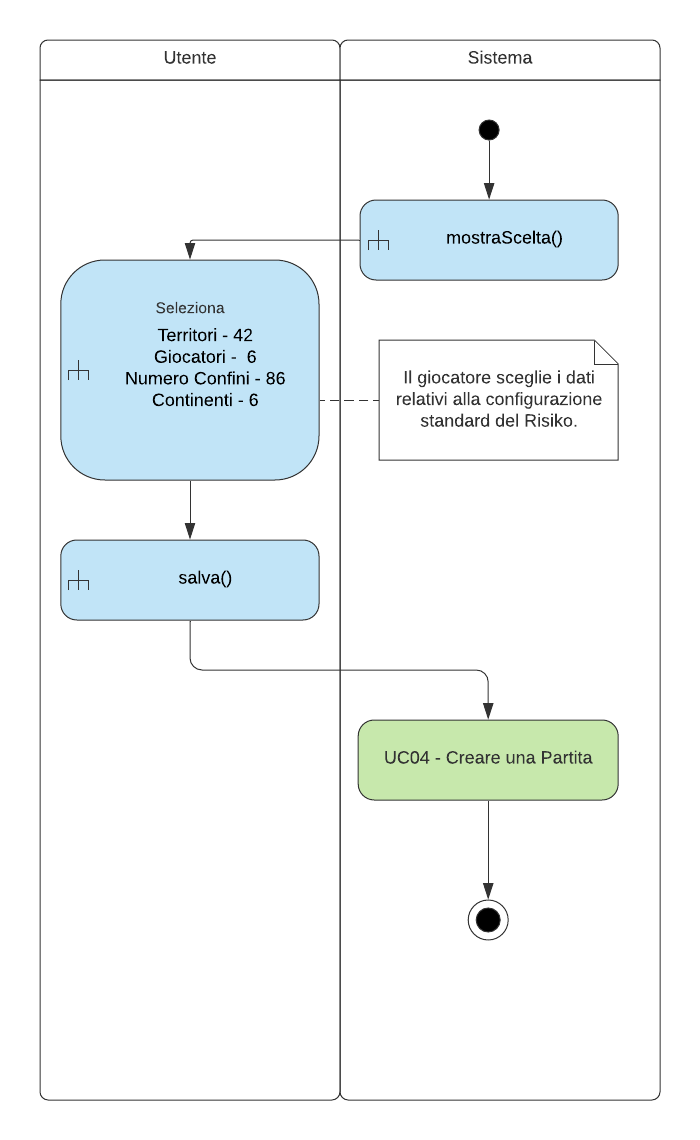 Utente
Sistema
mostraScelta()
Seleziona
Territori - 42
Giocatori -  6
Numero Confini - 86
Continenti - 6
Il giocatore sceglie i dati
relativi alla configurazione
standard del Risiko.
salva()
UC04 - Creare una Partita